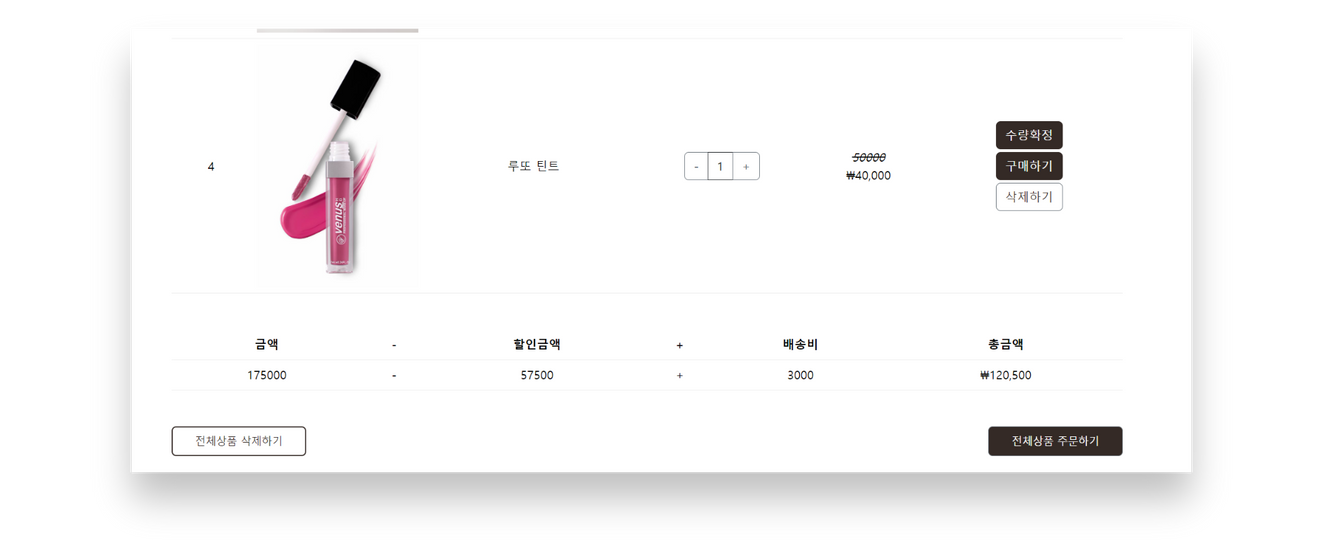 4
venus
루또 틴트
- 1 +
50000
₩40,000
수량확정
구매하기
삭제하기
금액 - 할인금액 + 배송비 총금액
175000 - 57500 + 3000 ₩120,500
전체상품 삭제하기
전체상품 주문하기